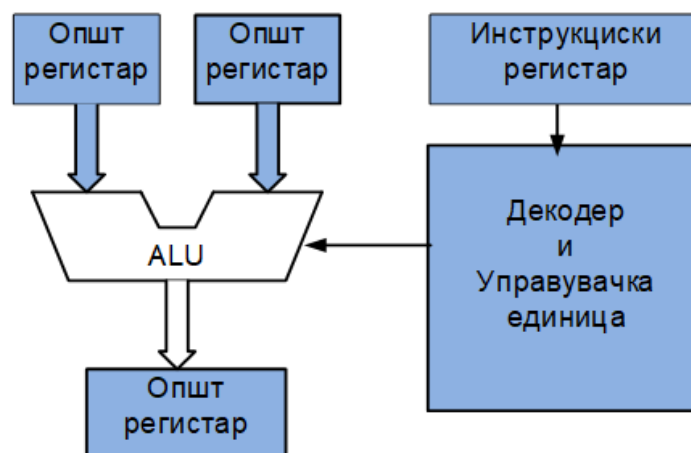 Општ
регистар
Општ
регистар
Инструкциски
регистар
ALU
Декодер
и
Управувачка
единица
Општ
регистар